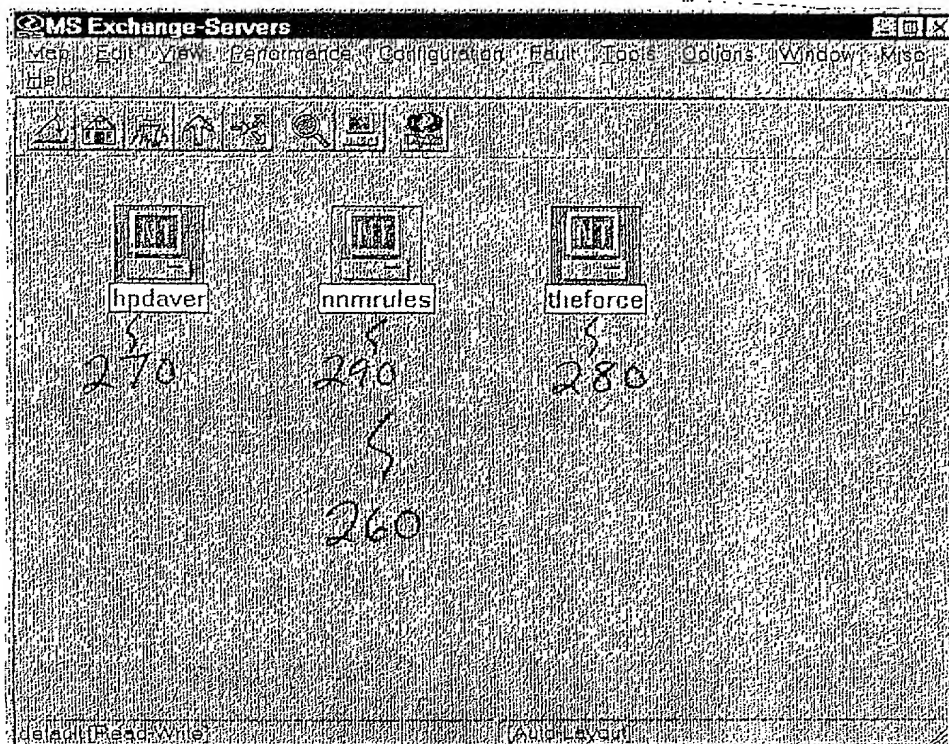 MS Exchange-Servers
Map Edit View Performance Configuration Fault Tools Options Window Misc
Help
NT NT NT
hpdaver nnmrules theforce
270 290 280
260
default [Read-Write] [Auto-Layout]